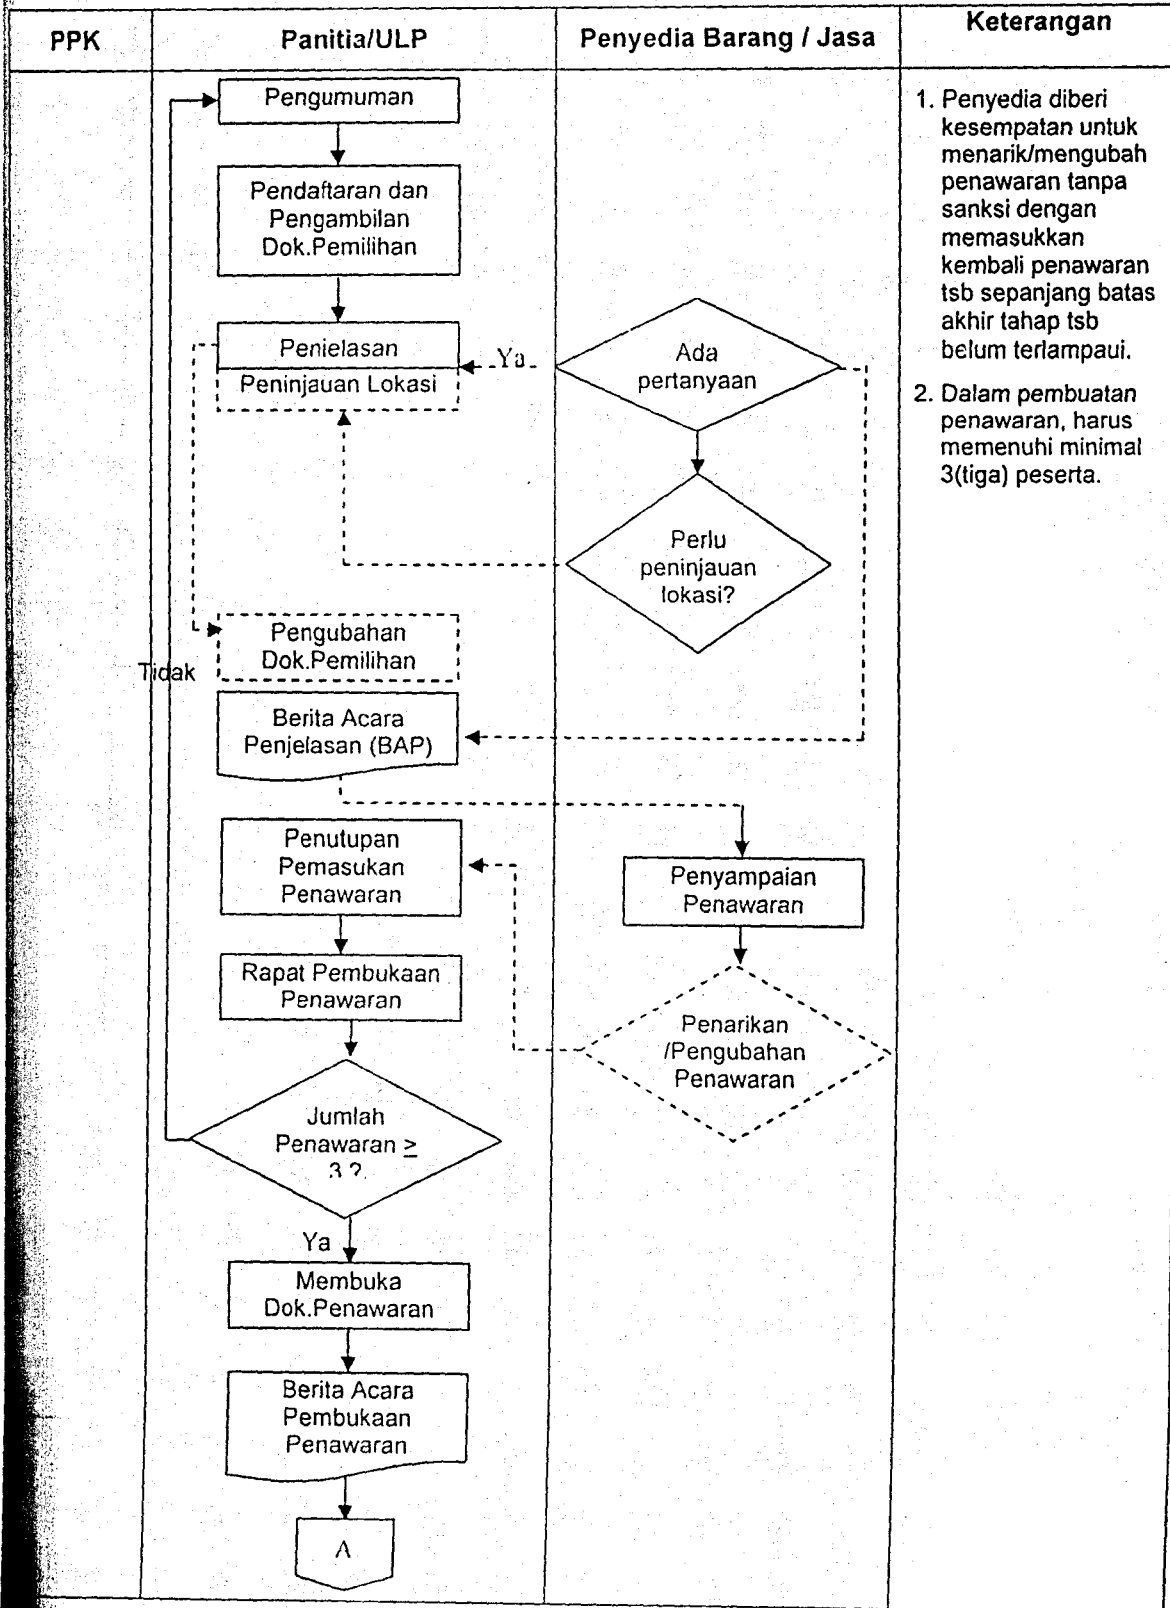 PPK
Panitia/ULP
Penyedia Barang / Jasa
Keterangan
Pengumuman
Pendaftaran dan
Pengambilan
Dok.Pemilihan
Penielasan
Peninjauan Lokasi
Ya
Ada
pertanyaan
Perlu
peninjauan
lokasi?
Pengubahan
Dok.Pemilihan
Tidak
Berita Acara
Penjelasan (BAP)
Penutupan
Pemasukan
Penawaran
Penyampaian
Penawaran
Rapat Pembukaan
Penawaran
Penarikan
/Pengubahan
Penawaran
Jumlah
Penawaran ≥
3 ?
Ya
Membuka
Dok.Penawaran
Berita Acara
Pembukaan
Penawaran
A
1. Penyedia diberi
kesempatan untuk
menarik/mengubah
penawaran tanpa
sanksi dengan
memasukkan
kembali penawaran
tsb sepanjang batas
akhir tahap tsb
belum terlampaui.
2. Dalam pembuatan
penawaran, harus
memenuhi minimal
3(tiga) peserta.